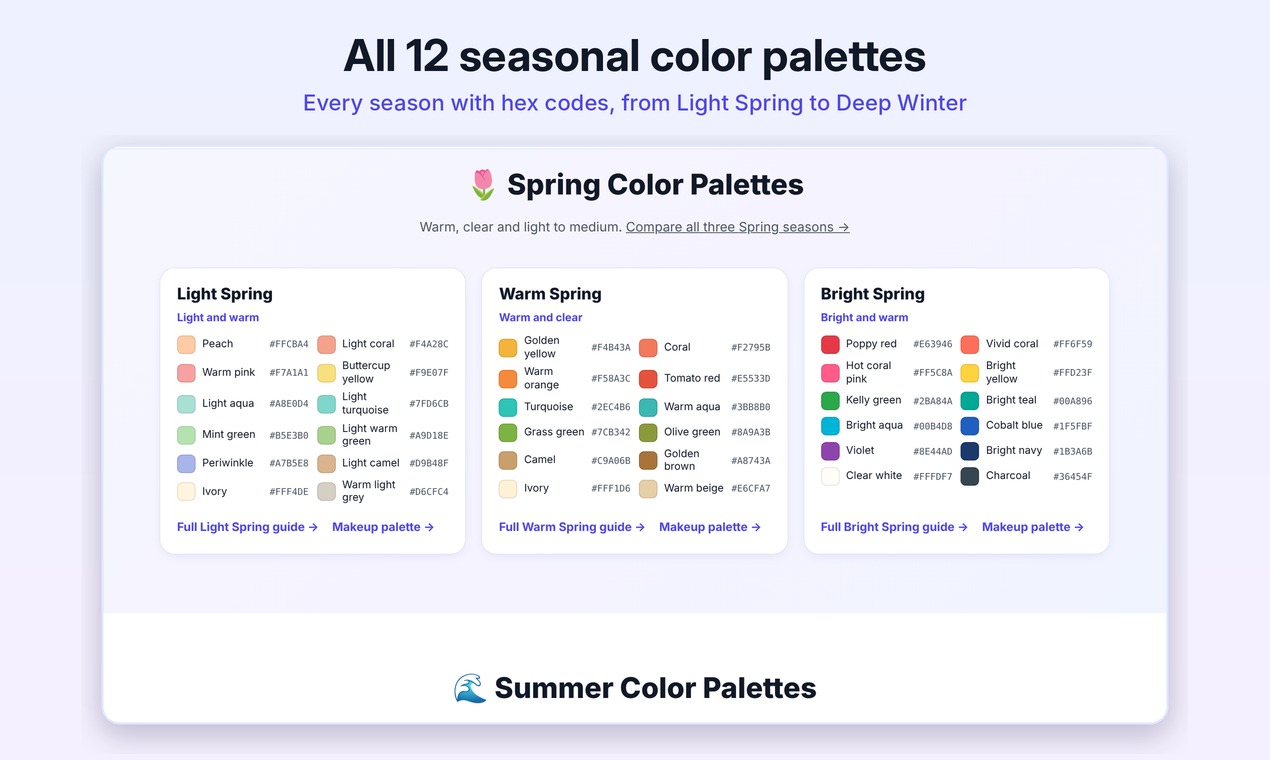 All 12 seasonal color palettes
Every season with hex codes, from Light Spring to Deep Winter
Spring Color Palettes
Warm, clear and light to medium. Compare all three Spring seasons →
Light Spring
Light and warm
Peach #FFCBA4 Light coral #F4A28C
Warm pink #F7A1A1 Buttercup yellow #F9E07F
Light aqua #A8E0D4 Light turquoise #7FD6CB
Mint green #B5E3B0 Light warm green #A9D18E
Periwinkle #A7B5E8 Light camel #D9B48F
Ivory #FFF4DE Warm light grey #D6CFC4
Full Light Spring guide → Makeup palette →
Warm Spring
Warm and clear
Golden yellow #F4B43A Coral #F2795B
Warm orange #F58A3C Tomato red #E5533D
Turquoise #2EC4B6 Warm aqua #3BB8B0
Grass green #7CB342 Olive green #8A9A3B
Camel #C9A06B Golden brown #A8743A
Ivory #FFF1D6 Warm beige #E6CFA7
Full Warm Spring guide → Makeup palette →
Bright Spring
Bright and warm
Poppy red #E63946 Vivid coral #FF6F59
Hot coral pink #FF5C8A Bright yellow #FFD23F
Kelly green #2BA84A Bright teal #00A896
Bright aqua #00B4D8 Cobalt blue #1F5FBF
Violet #8E44AD Bright navy #1B3A6B
Clear white #FFFDF7 Charcoal #36454F
Full Bright Spring guide → Makeup palette →
Summer Color Palettes